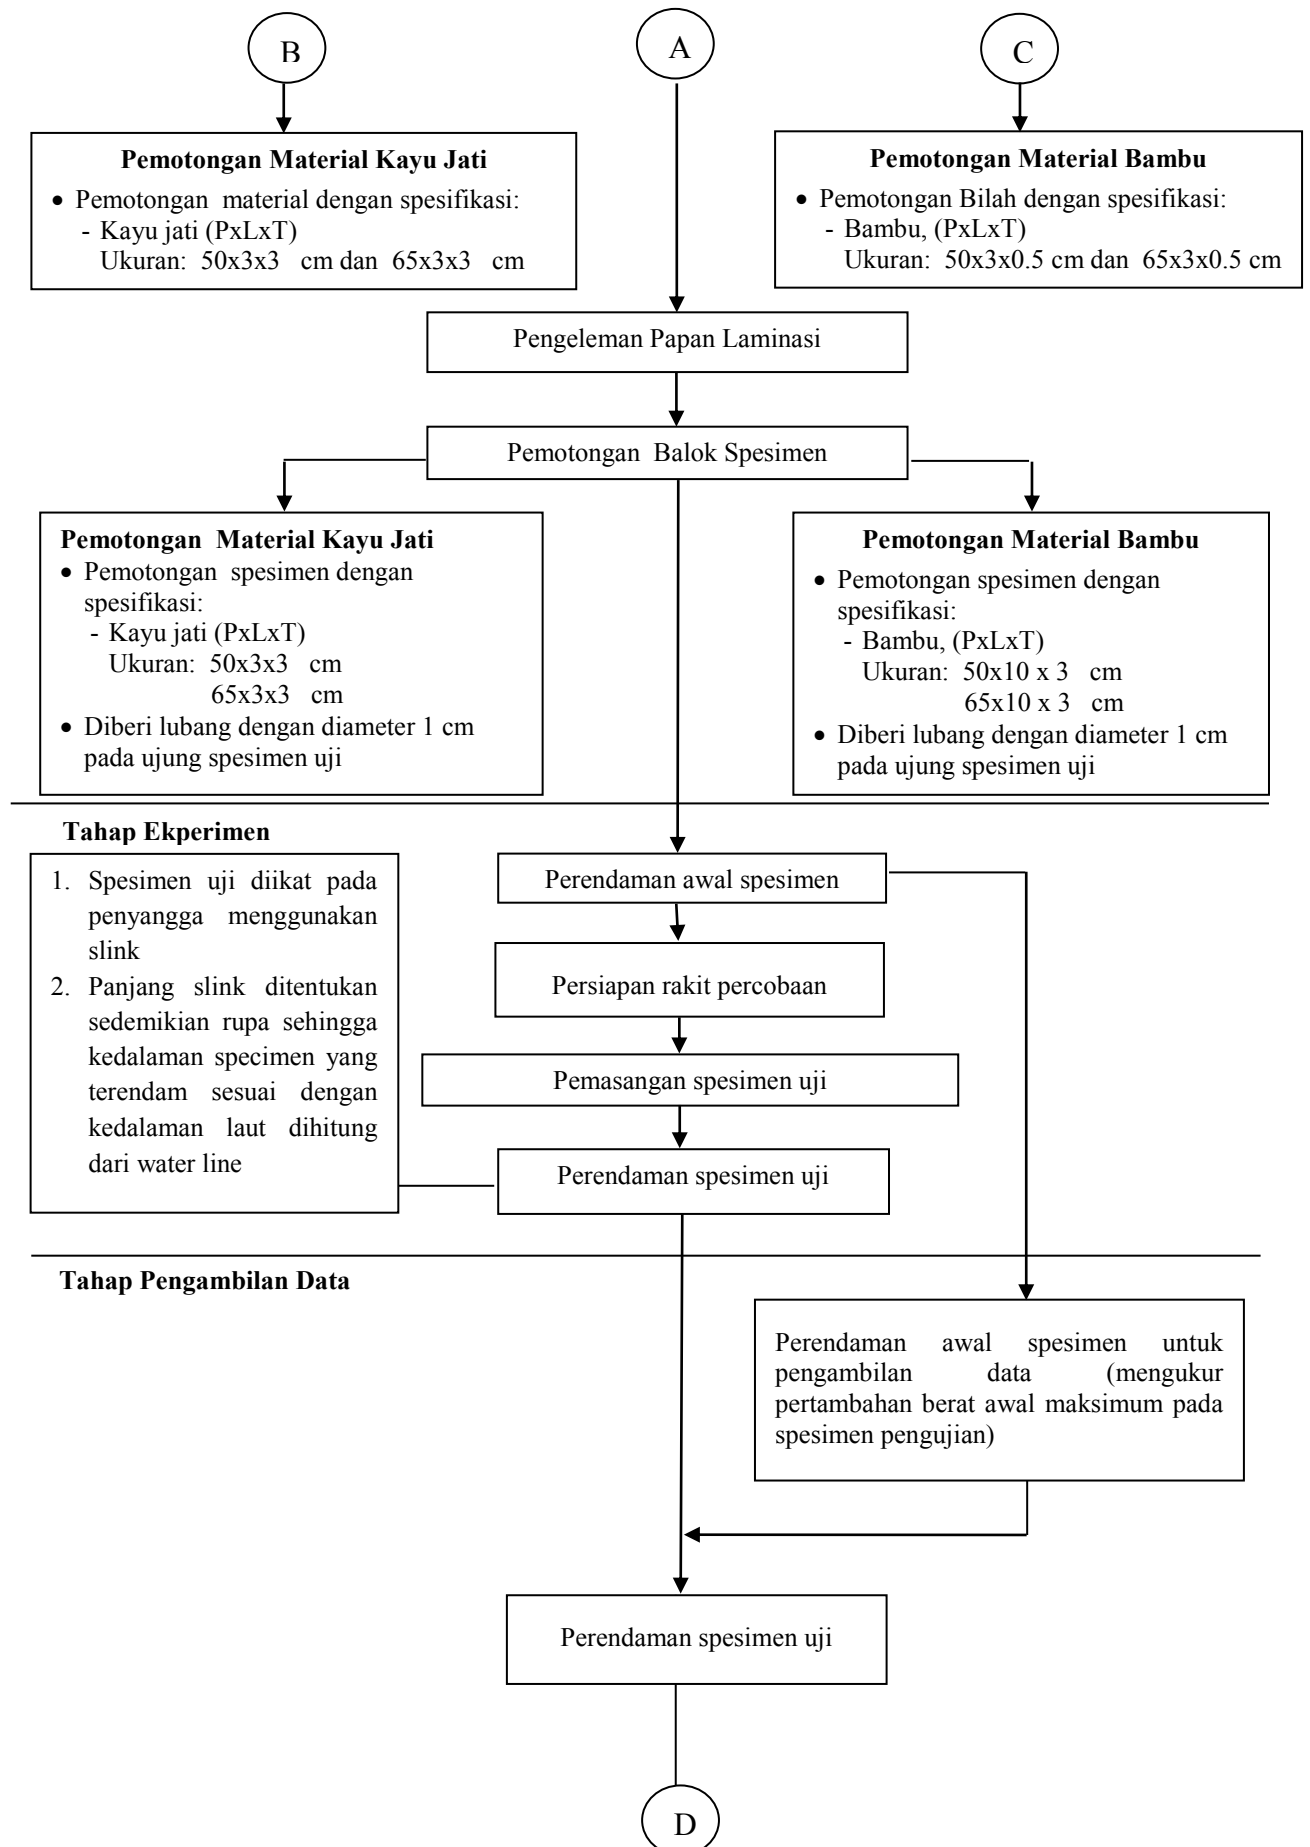 B
A
C
Pemotongan Material Kayu Jati
• Pemotongan material dengan spesifikasi:
- Kayu jati (PxLxT)
Ukuran: 50x3x3 cm dan 65x3x3 cm
Pemotongan Material Bambu
• Pemotongan Bilah dengan spesifikasi:
- Bambu, (PxLxT)
Ukuran: 50x3x0.5 cm dan 65x3x0.5 cm
Pengeleman Papan Laminasi
Pemotongan Balok Spesimen
Pemotongan Material Kayu Jati
• Pemotongan spesimen dengan
spesifikasi:
- Kayu jati (PxLxT)
Ukuran: 50x3x3 cm
65x3x3 cm
• Diberi lubang dengan diameter 1 cm
pada ujung spesimen uji
Pemotongan Material Bambu
• Pemotongan spesimen dengan
spesifikasi:
- Bambu, (PxLxT)
Ukuran: 50x10 x 3 cm
65x10 x 3 cm
• Diberi lubang dengan diameter 1 cm
pada ujung spesimen uji
Tahap Ekperimen
1. Spesimen uji diikat pada
penyangga menggunakan
slink
2. Panjang slink ditentukan
sedemikian rupa sehingga
kedalaman specimen yang
terendam sesuai dengan
kedalaman laut dihitung
dari water line
Perendaman awal spesimen
Persiapan rakit percobaan
Pemasangan spesimen uji
Perendaman spesimen uji
Tahap Pengambilan Data
Perendaman awal spesimen untuk
pengambilan data (mengukur
pertambahan berat awal maksimum pada
spesimen pengujian)
Perendaman spesimen uji
D